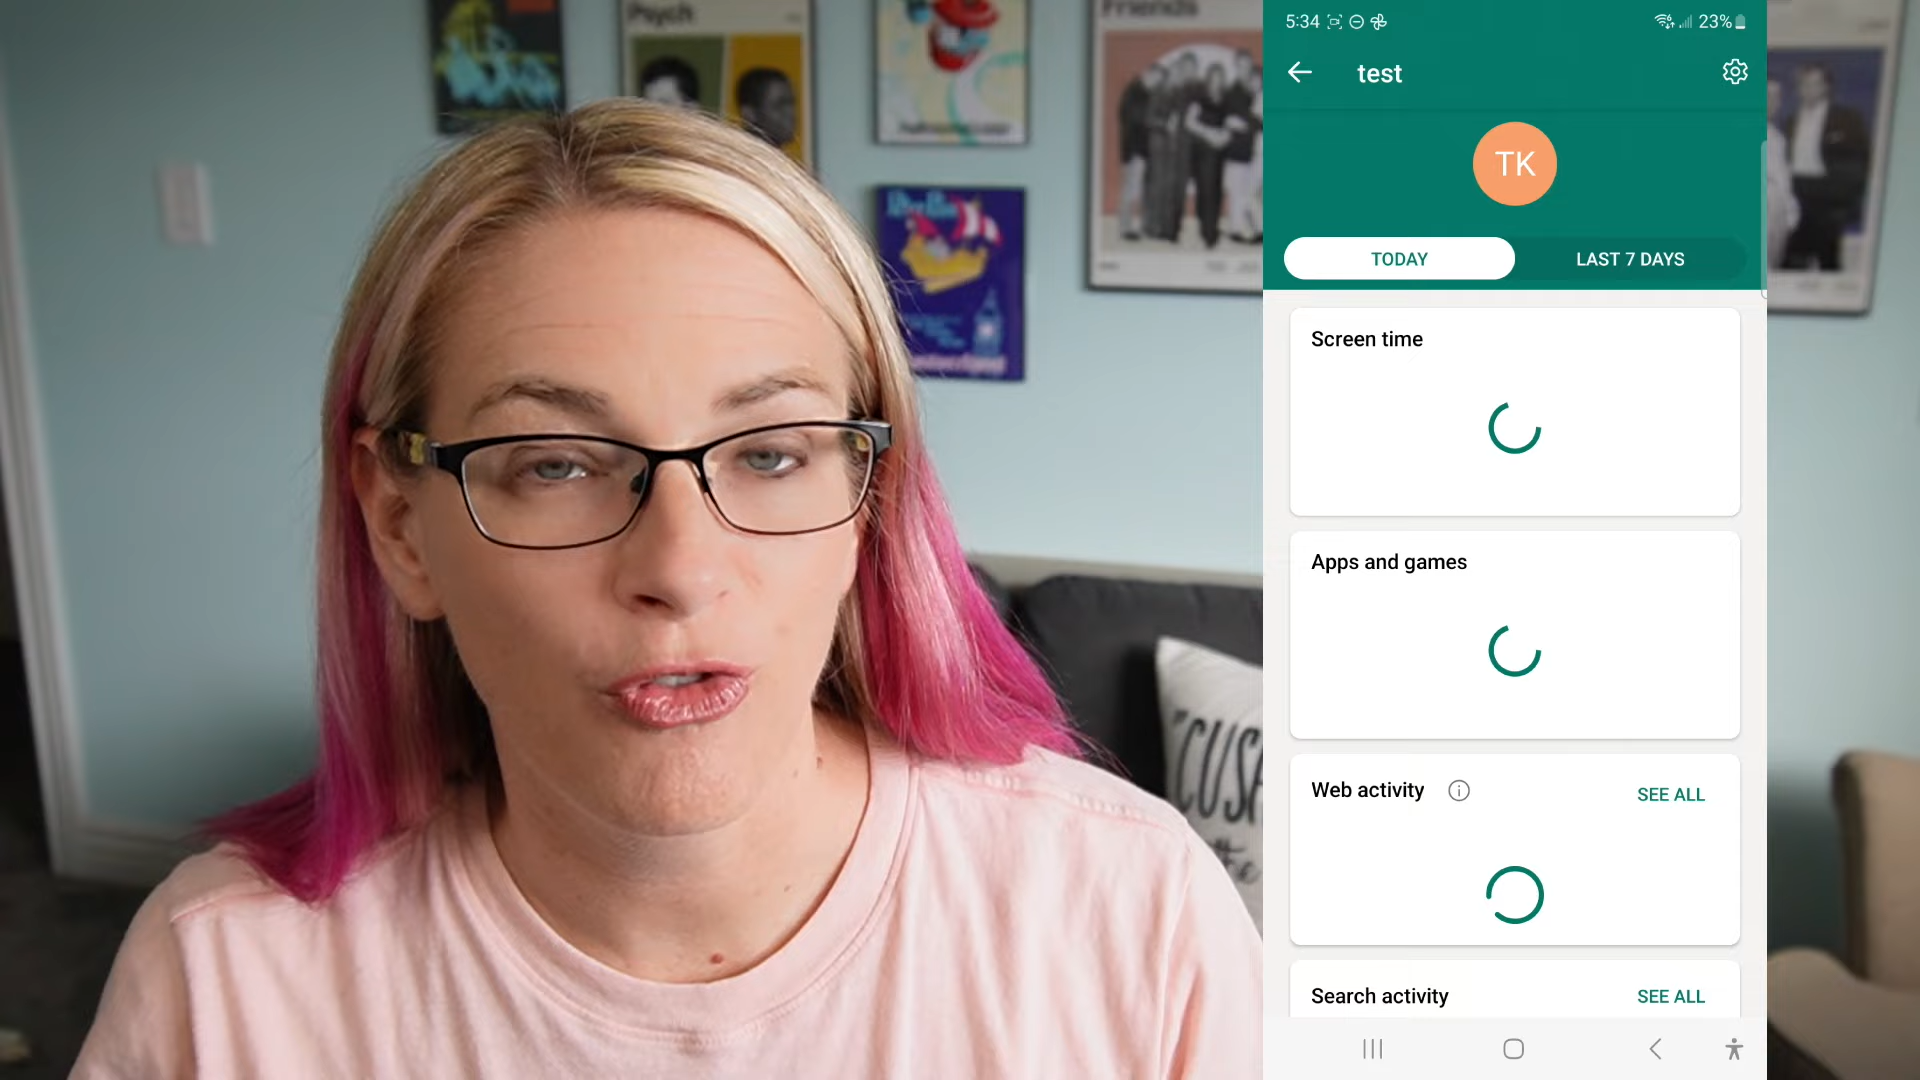 Psych
Friends
5:34
23%
test
TK
TODAY
LAST 7 DAYS
Screen time
Apps and games
Web activity
SEE ALL
Search activity
SEE ALL